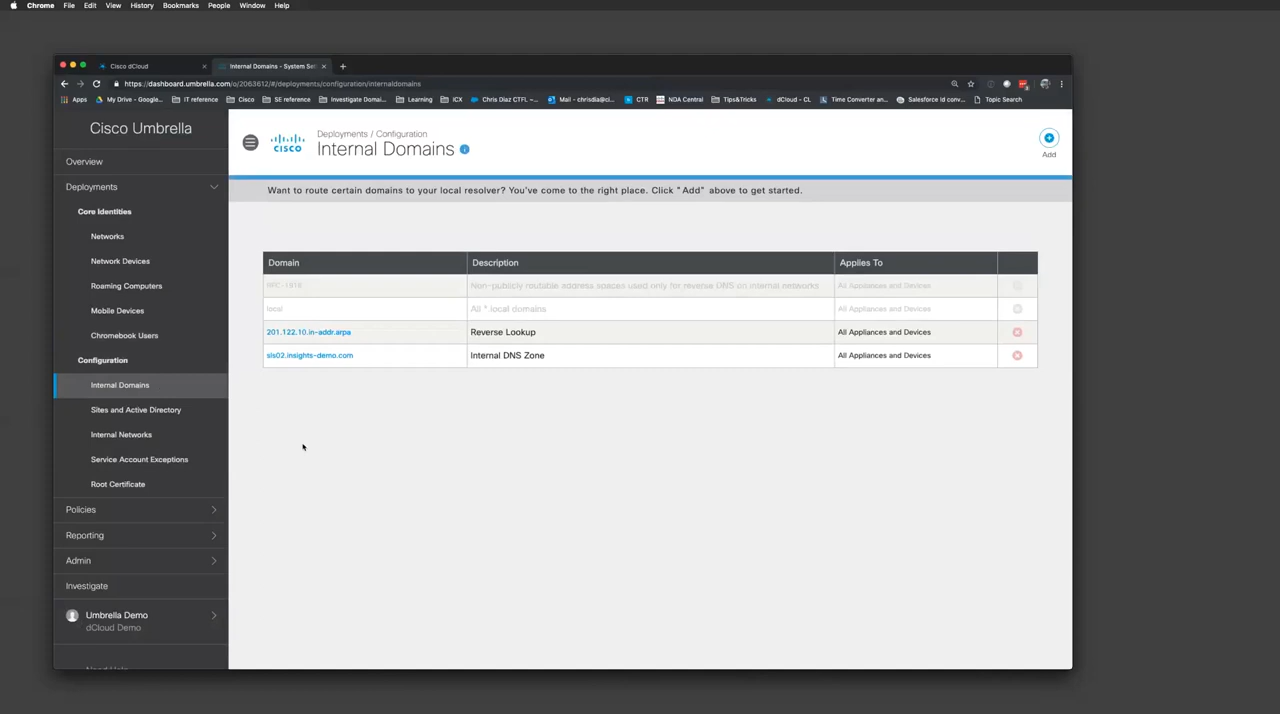 Chrome File Edit View History Bookmarks People Window Help
Cisco dCloud
Internal Domains - System Set
https://dashboard.umbrella.com/o/2063612/#/deployments/configuration/internaldomains
Apps My Drive - Google... IT reference Cisco SE reference Investigate Domai... Learning ICX Chris Diaz CTFL –... Mail - chrisdia@ci... CTR NDA Central Tips&Tricks dCloud - CL Time Converter an... Salesforce id conv... Topic Search
Cisco Umbrella
Overview
Deployments
Core Identities
Networks
Network Devices
Roaming Computers
Mobile Devices
Chromebook Users
Configuration
Internal Domains
Sites and Active Directory
Internal Networks
Service Account Exceptions
Root Certificate
Policies
Reporting
Admin
Investigate
Umbrella Demo
dCloud Demo
CISCO
Deployments / Configuration
Internal Domains
Add
Want to route certain domains to your local resolver? You've come to the right place. Click "Add" above to get started.
Domain Description Applies To
RFC-1918 Non-publicly routable address spaces used only for reverse DNS on internal networks All Appliances and Devices
local All *.local domains All Appliances and Devices
201.122.10.in-addr.arpa Reverse Lookup All Appliances and Devices
sls02.insights-demo.com Internal DNS Zone All Appliances and Devices